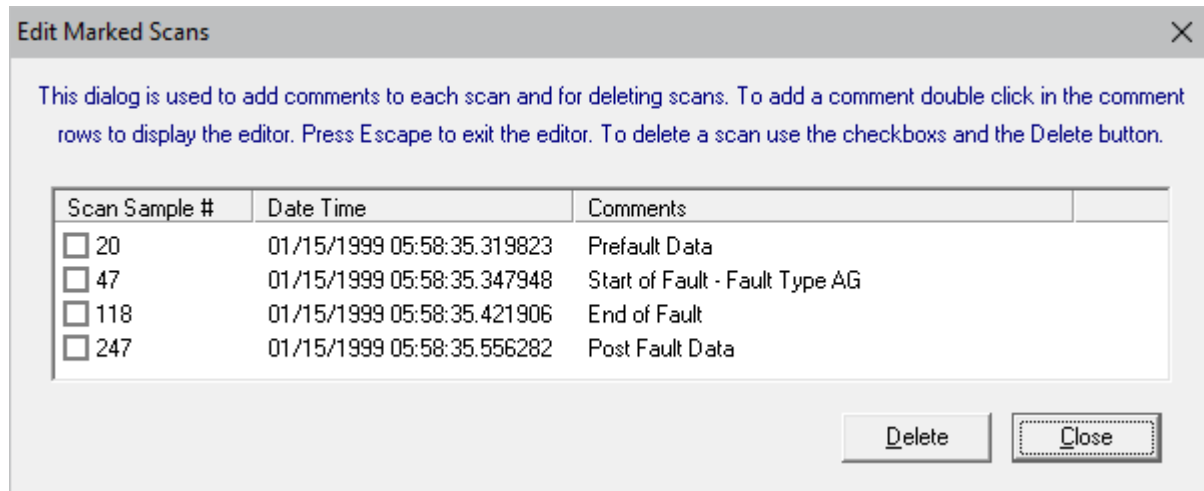 Edit Marked Scans
This dialog is used to add comments to each scan and for deleting scans. To add a comment double click in the comment
rows to display the editor. Press Escape to exit the editor. To delete a scan use the checkboxs and the Delete button.
Scan Sample # Date Time Comments
20 01/15/1999 05:58:35.319823 Prefault Data
47 01/15/1999 05:58:35.347948 Start of Fault - Fault Type AG
118 01/15/1999 05:58:35.421906 End of Fault
247 01/15/1999 05:58:35.556282 Post Fault Data
Delete Close